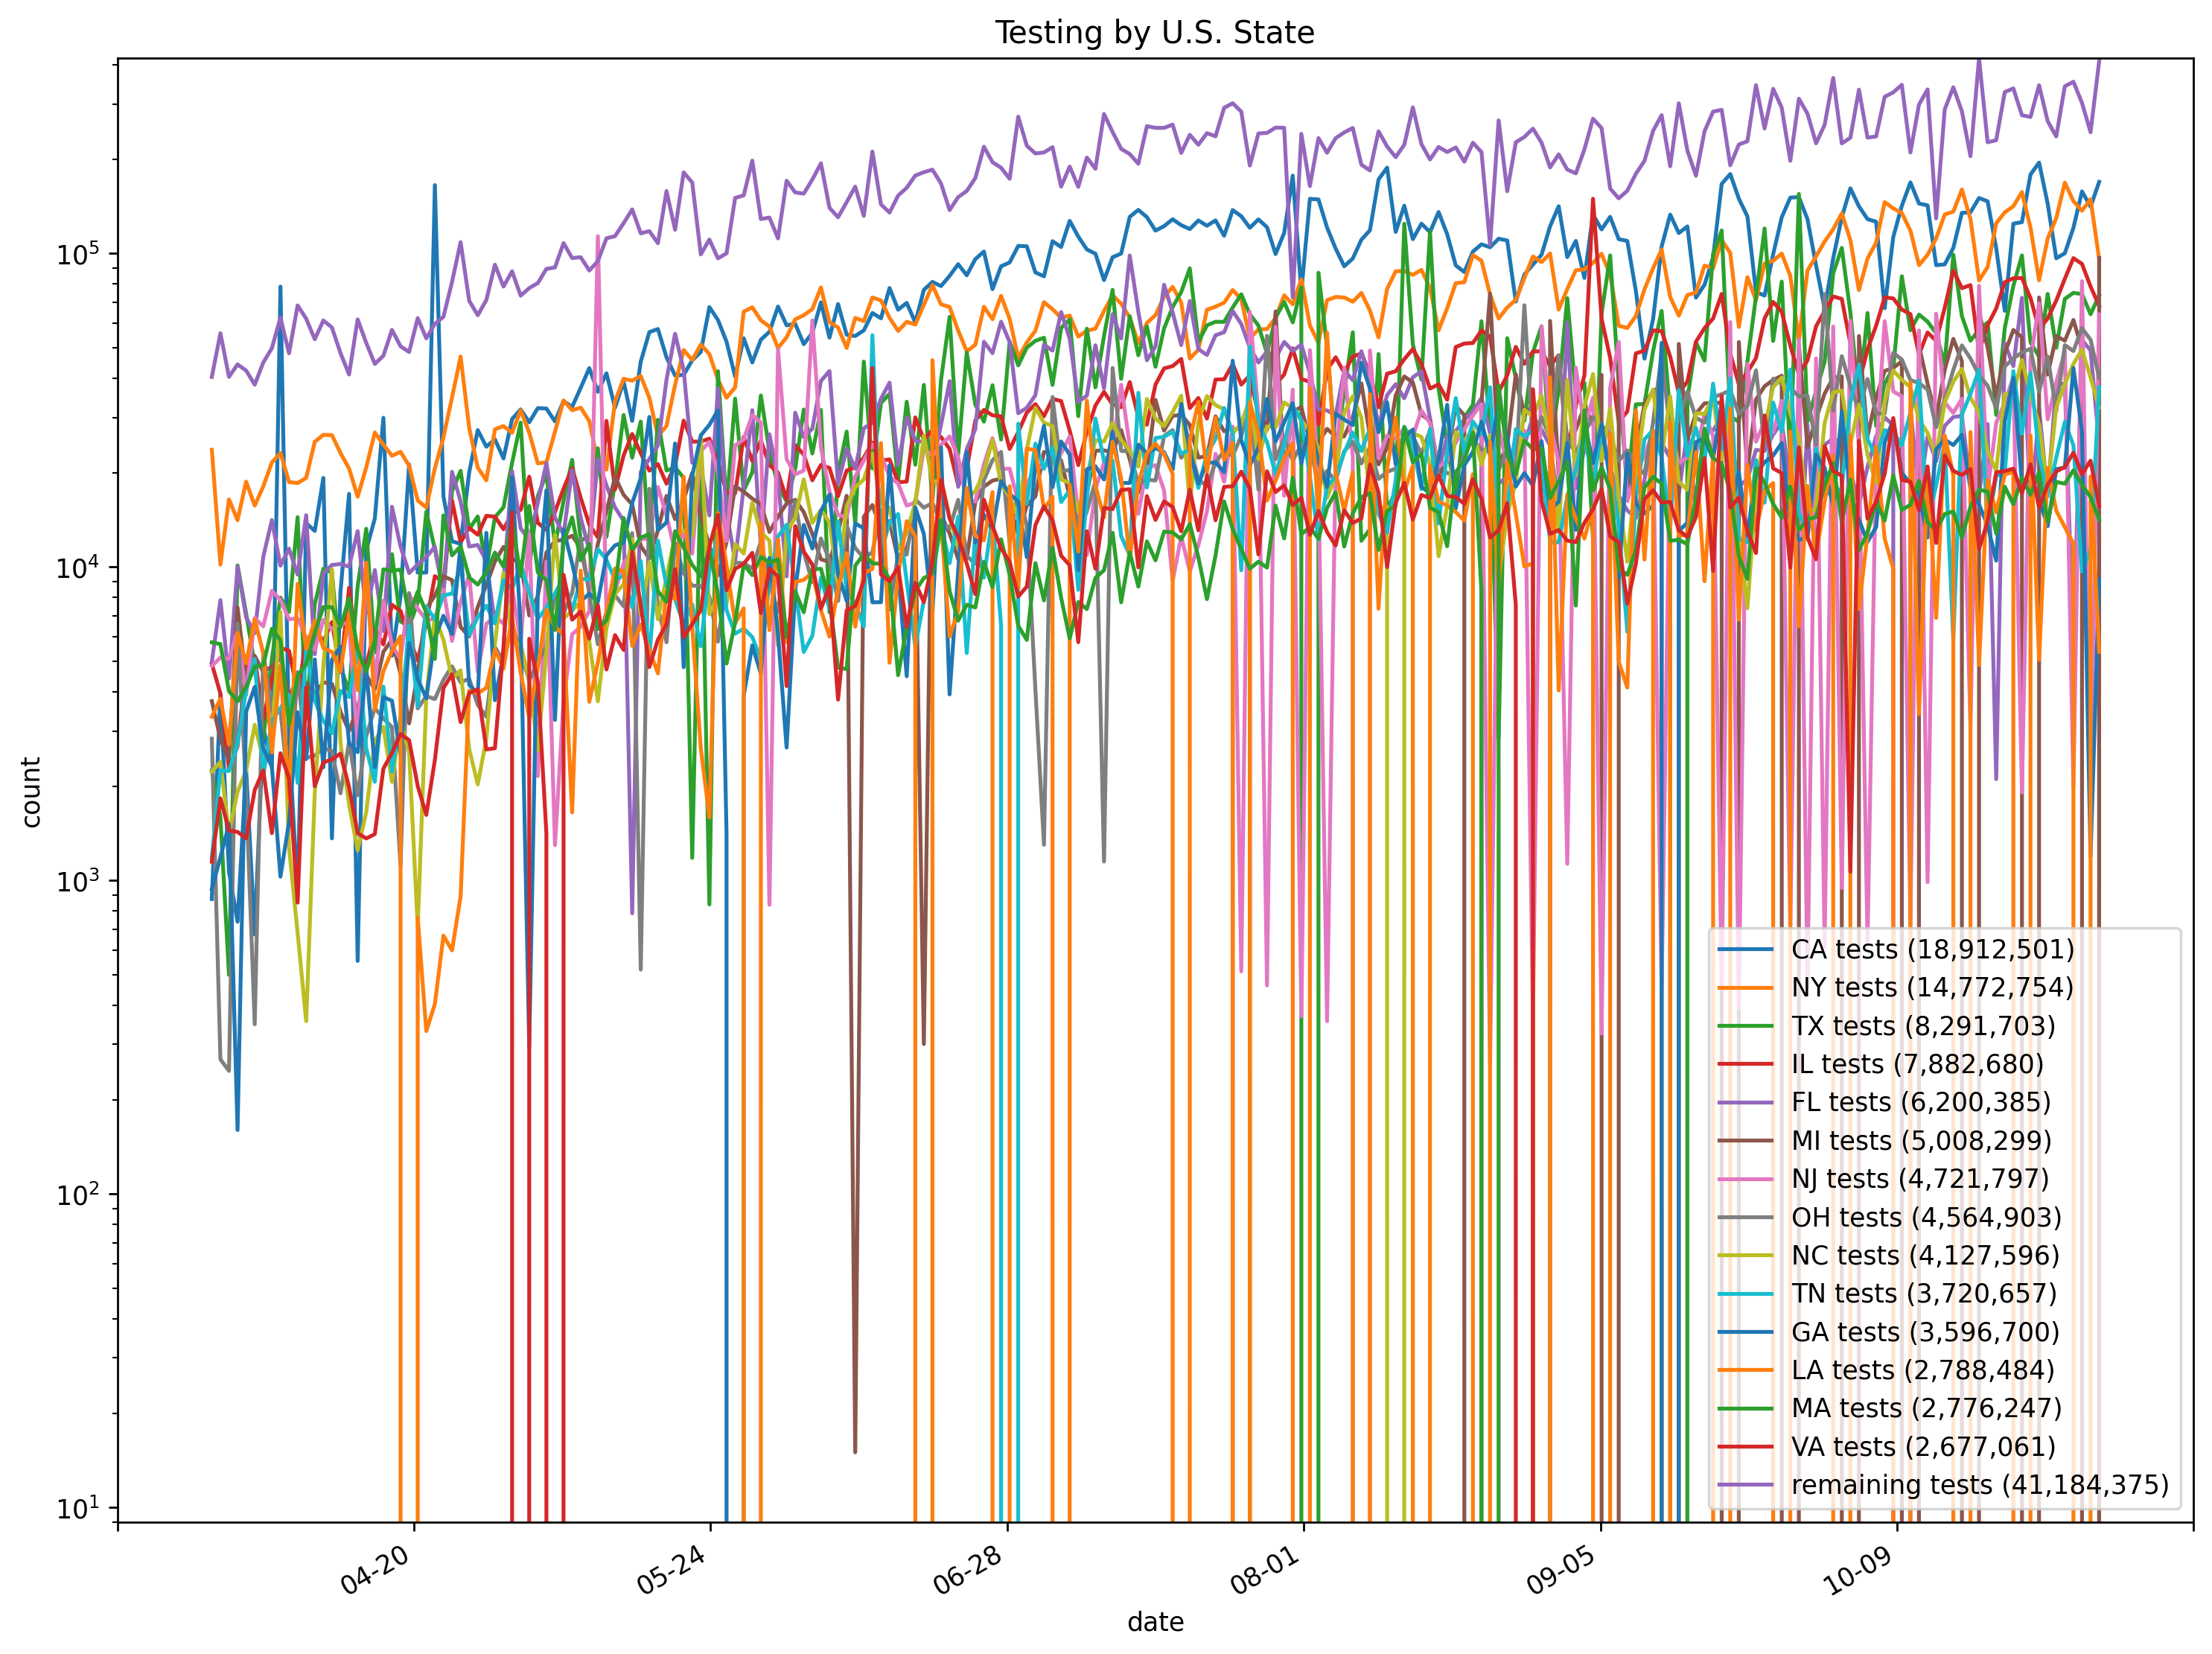 Testing by U.S. State
count
10^5
10^4
10^3
10^2
10^1
04-20
05-24
06-28
08-01
09-05
10-09
date
CA tests (18,912,501)
NY tests (14,772,754)
TX tests (8,291,703)
IL tests (7,882,680)
FL tests (6,200,385)
MI tests (5,008,299)
NJ tests (4,721,797)
OH tests (4,564,903)
NC tests (4,127,596)
TN tests (3,720,657)
GA tests (3,596,700)
LA tests (2,788,484)
MA tests (2,776,247)
VA tests (2,677,061)
remaining tests (41,184,375)